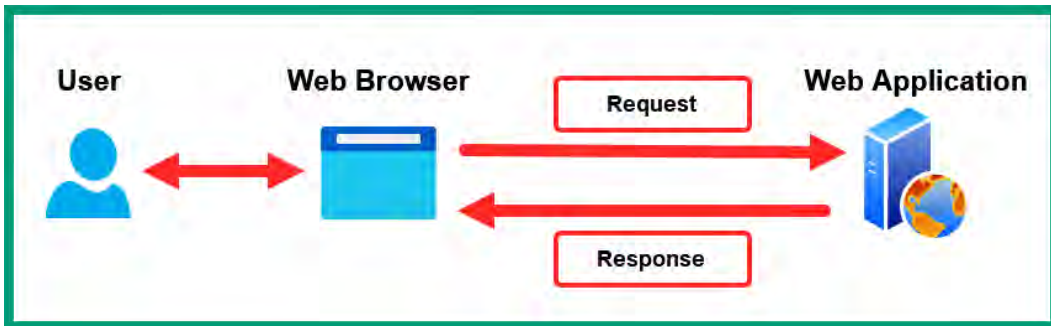 User
Web Browser
Request
Web Application
Response